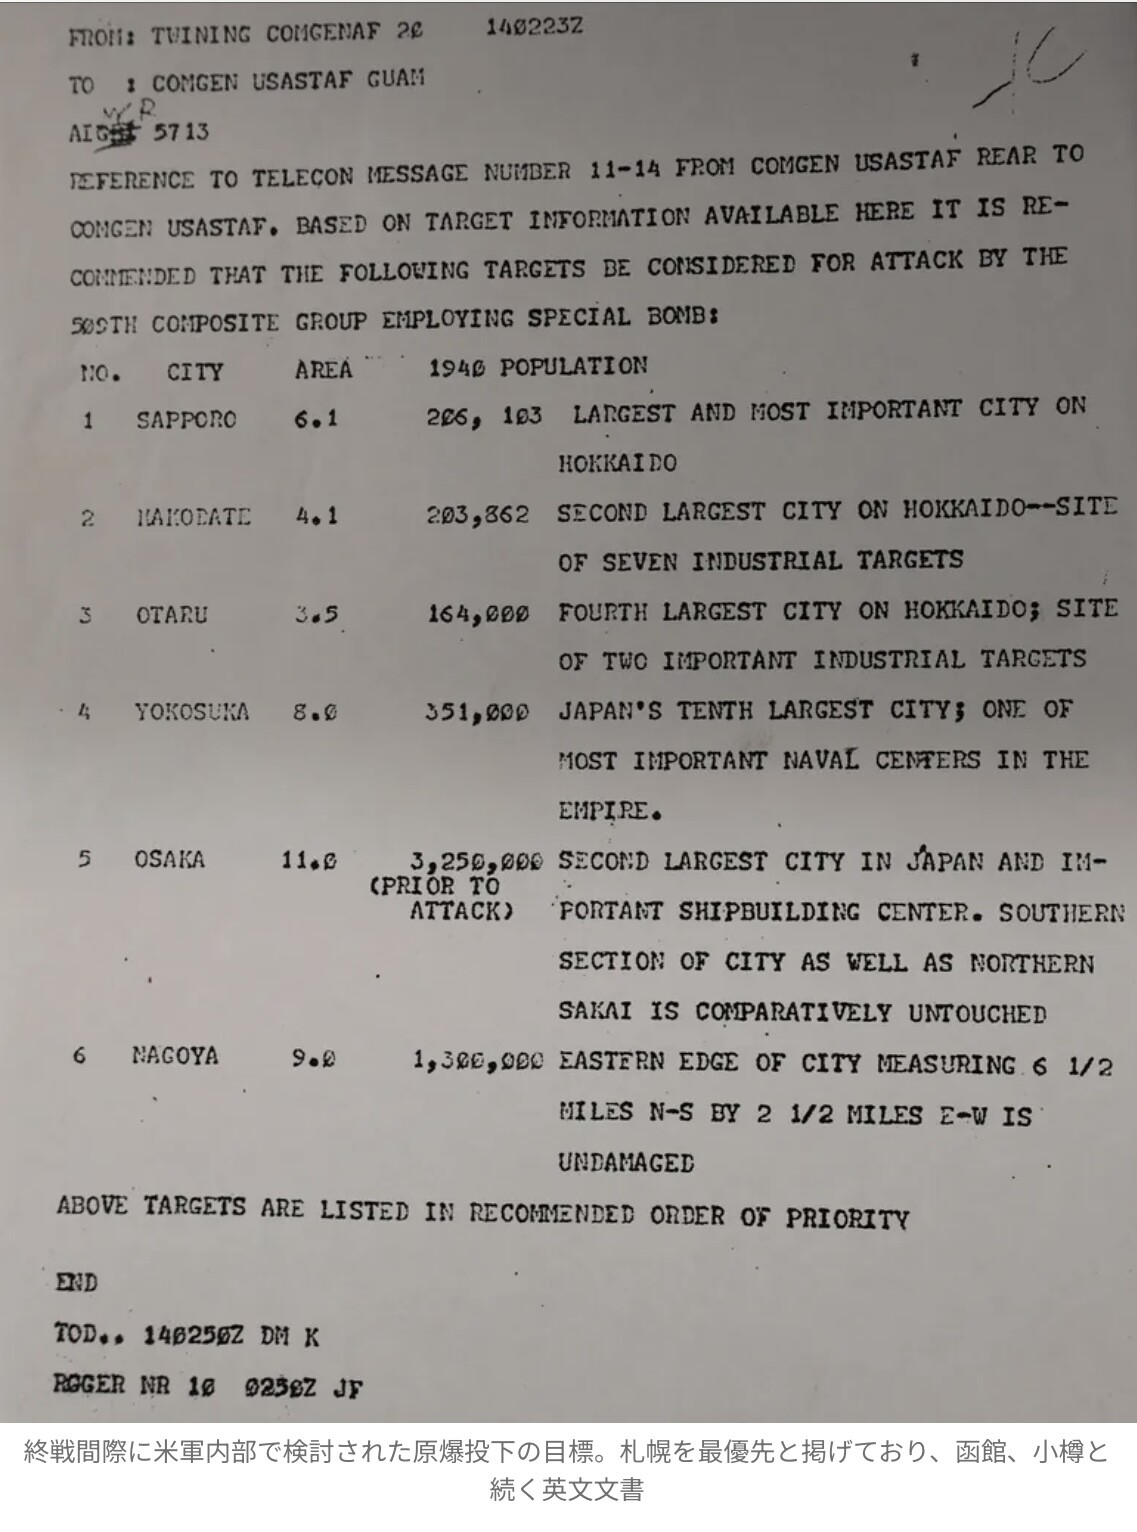 FROM: TWINING COMGENAF 20 140223Z
TO : COMGEN USASTAF GUAM
WR
5713
REFERENCE TO TELECON MESSAGE NUMBER 11-14 FROM COMGEN USASTAF REAR TO
COMGEN USASTAF. BASED ON TARGET INFORMATION AVAILABLE HERE IT IS RE-
COMMENDED THAT THE FOLLOWING TARGETS BE CONSIDERED FOR ATTACK BY THE
509TH COMPOSITE GROUP EMPLOYING SPECIAL BOMB:
NO. CITY AREA 1940 POPULATION
1 SAPPORO 6.1 206, 103 LARGEST AND MOST IMPORTANT CITY ON
HOKKAIDO
2 HAKODATE 4.1 203,862 SECOND LARGEST CITY ON HOKKAIDO--SITE
OF SEVEN INDUSTRIAL TARGETS
3 OTARU 3.5 164,000 FOURTH LARGEST CITY ON HOKKAIDO; SITE
OF TWO IMPORTANT INDUSTRIAL TARGETS
4 YOKOSUKA 8.0 351,000 JAPAN'S TENTH LARGEST CITY; ONE OF
MOST IMPORTANT NAVAL CENTERS IN THE
EMPIRE.
5 OSAKA 11.0 3,250,000 SECOND LARGEST CITY IN JAPAN AND IM-
(PRIOR TO
ATTACK) PORTANT SHIPBUILDING CENTER. SOUTHERN
SECTION OF CITY AS WELL AS NORTHERN
SAKAI IS COMPARATIVELY UNTOUCHED
6 NAGOYA 9.0 1,300,000 EASTERN EDGE OF CITY MEASURING 6 1/2
MILES N-S BY 2 1/2 MILES E-W IS
UNDAMAGED
ABOVE TARGETS ARE LISTED IN RECOMMENDED ORDER OF PRIORITY
END
TOD.. 140250Z DM K
ROGER NR 10 0250Z JF
終戦間際に米軍内部で検討された原爆投下の目標。札幌を最優先と掲げており、函館、小樽と
続く英文文書